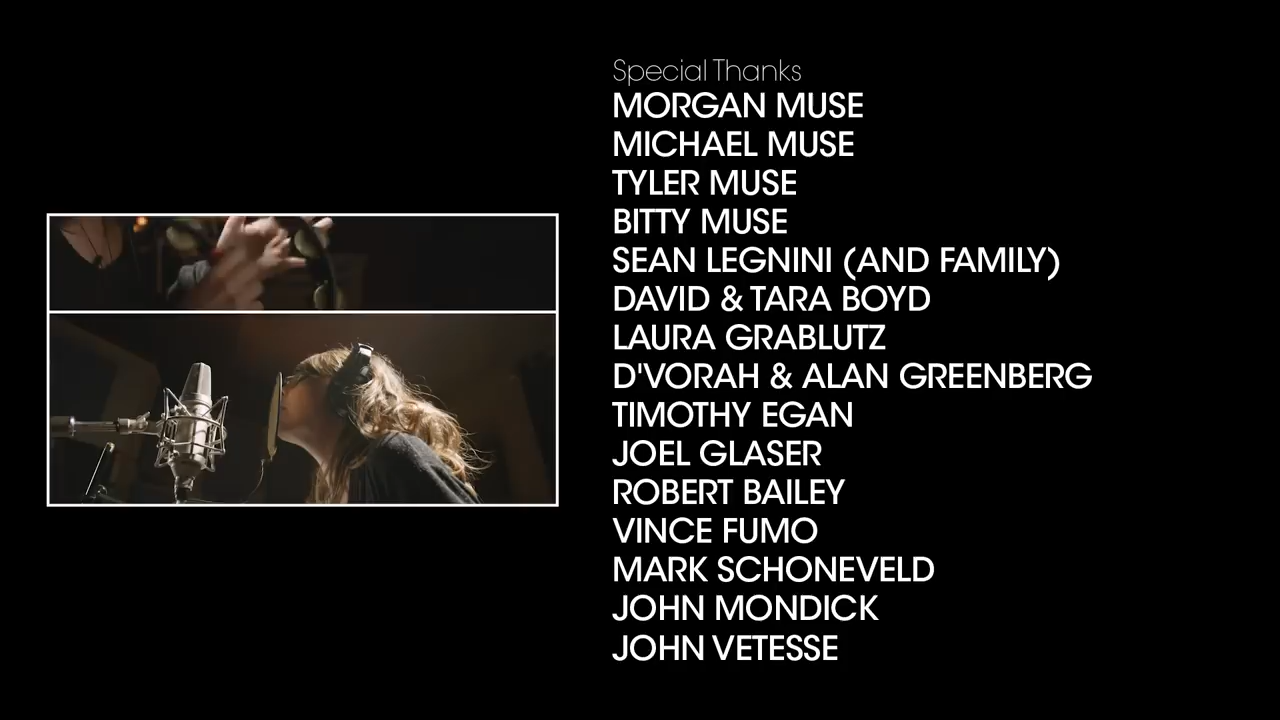 Special Thanks
MORGAN MUSE
MICHAEL MUSE
TYLER MUSE
BITTY MUSE
SEAN LEGNINI (AND FAMILY)
DAVID & TARA BOYD
LAURA GRABLUTZ
D'VORAH & ALAN GREENBERG
TIMOTHY EGAN
JOEL GLASER
ROBERT BAILEY
VINCE FUMO
MARK SCHONEVELD
JOHN MONDICK
JOHN VETESSE